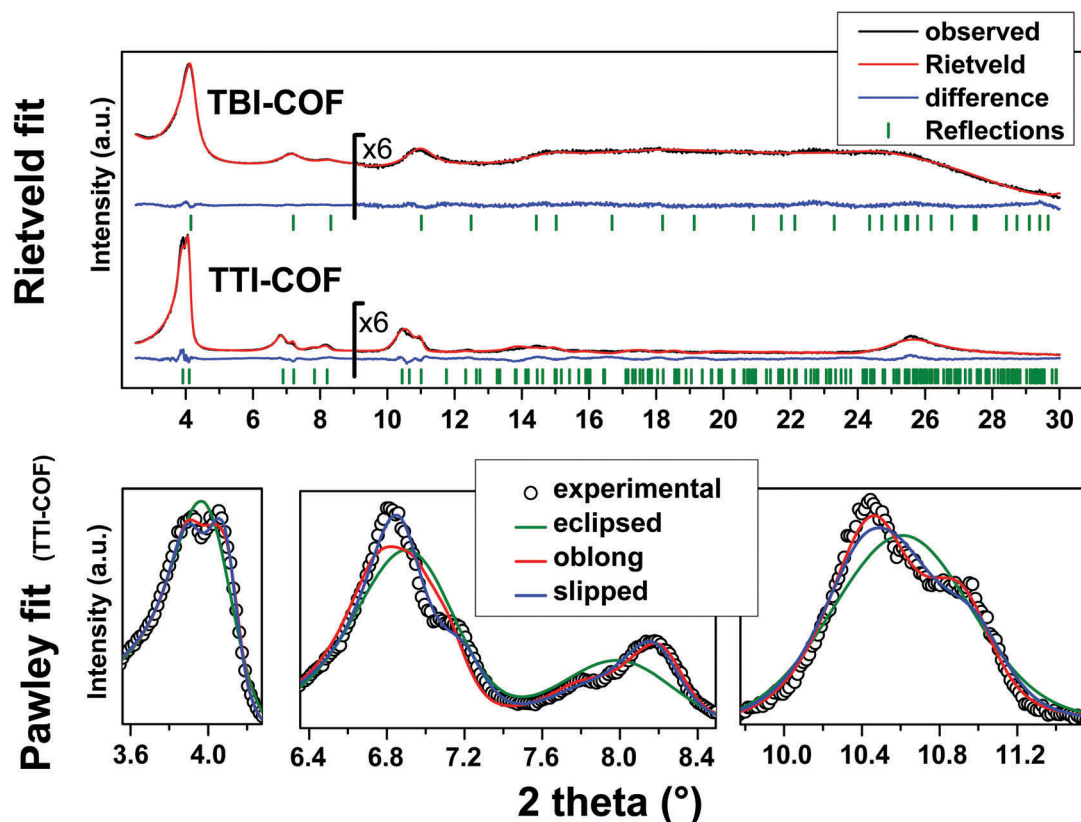 observed
Rietveld
difference
Reflections
Rietveld fit
Intensity (a.u.)
TBI-COF
x6
TTI-COF
x6
4 6 8 10 12 14 16 18 20 22 24 26 28 30
Pawley fit (TTI-COF)
Intensity (a.u.)
experimental
eclipsed
oblong
slipped
3.6 4.0 6.4 6.8 7.2 7.6 8.0 8.4 10.0 10.4 10.8 11.2
2 theta (°)